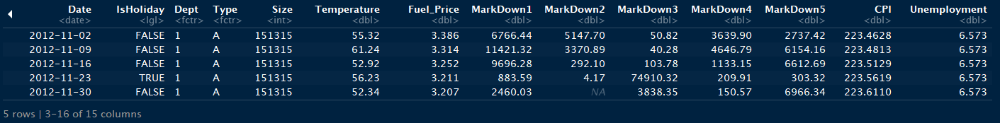 Date IsHoliday Dept Type Size Temperature Fuel_Price MarkDown1 MarkDown2 MarkDown3 MarkDown4 MarkDown5 CPI Unemployment
<date> <lgl> <fctr> <fctr> <int> <dbl> <dbl> <dbl> <dbl> <dbl> <dbl> <dbl> <dbl> <dbl>
2012-11-02 FALSE 1 A 151315 55.32 3.386 6766.44 5147.70 50.82 3639.90 2737.42 223.4628 6.573
2012-11-09 FALSE 1 A 151315 61.24 3.314 11421.32 3370.89 40.28 4646.79 6154.16 223.4813 6.573
2012-11-16 FALSE 1 A 151315 52.92 3.252 9696.28 292.10 103.78 1133.15 6612.69 223.5129 6.573
2012-11-23 TRUE 1 A 151315 56.23 3.211 883.59 4.17 74910.32 209.91 303.32 223.5619 6.573
2012-11-30 FALSE 1 A 151315 52.34 3.207 2460.03 NA 3838.35 150.57 6966.34 223.6110 6.573
5 rows | 3-16 of 15 columns